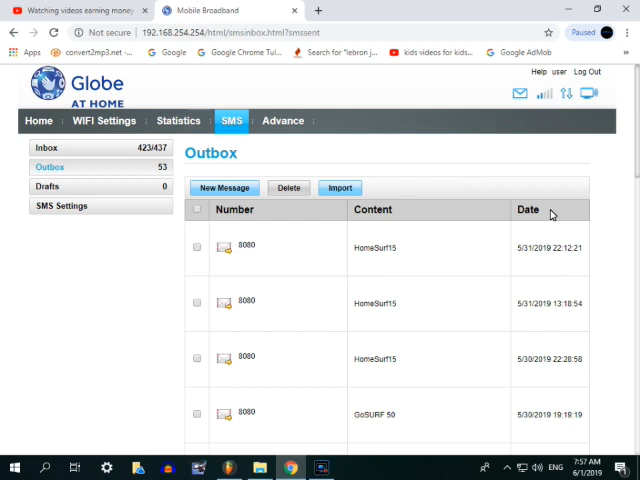 Watching videos earning money
Mobile Broadband
Not secure
192.168.254.254/html/smsinbox.html?smssent
Paused
Apps
convert2mp3.net -...
Google
Google Chrome Tui...
Search for "lebron j...
kids videos for kids...
Google AdMob
Help user Log Out
Globe
AT HOME
Home
WIFI Settings
Statistics
SMS
Advance
Inbox 423/437
Outbox 53
Drafts 0
SMS Settings
Outbox
New Message
Delete
Import
Number Content Date
8080 HomeSurf15 5/31/2019 22:12:21
8080 HomeSurf15 5/31/2019 13:18:54
8080 HomeSurf15 5/30/2019 22:28:58
8080 GoSURF 50 5/30/2019 19:19:19
ENG
7:57 AM
6/1/2019
1